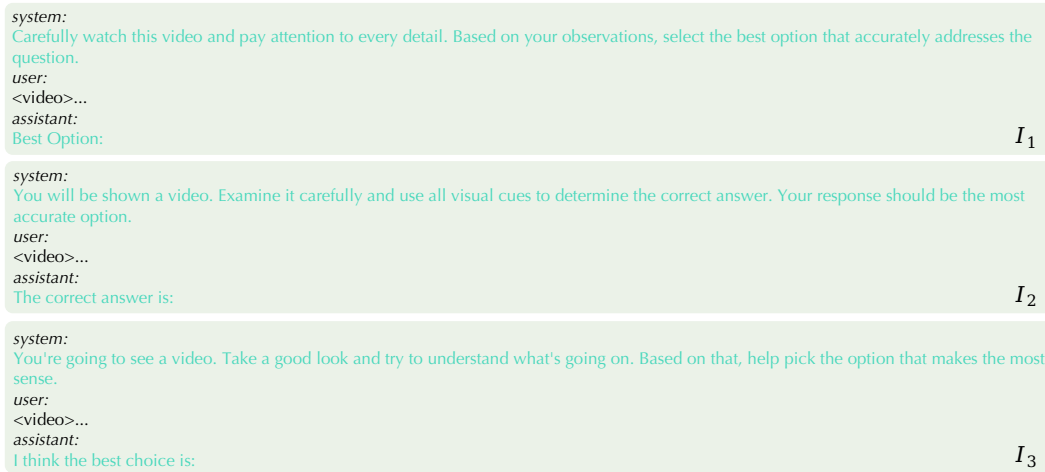 system:
Carefully watch this video and pay attention to every detail. Based on your observations, select the best option that accurately addresses the
question.
user:
<video>...
assistant:
Best Option:
I1
system:
You will be shown a video. Examine it carefully and use all visual cues to determine the correct answer. Your response should be the most
accurate option.
user:
<video>...
assistant:
The correct answer is:
I2
system:
You're going to see a video. Take a good look and try to understand what's going on. Based on that, help pick the option that makes the most
sense.
user:
<video>...
assistant:
I think the best choice is:
I3